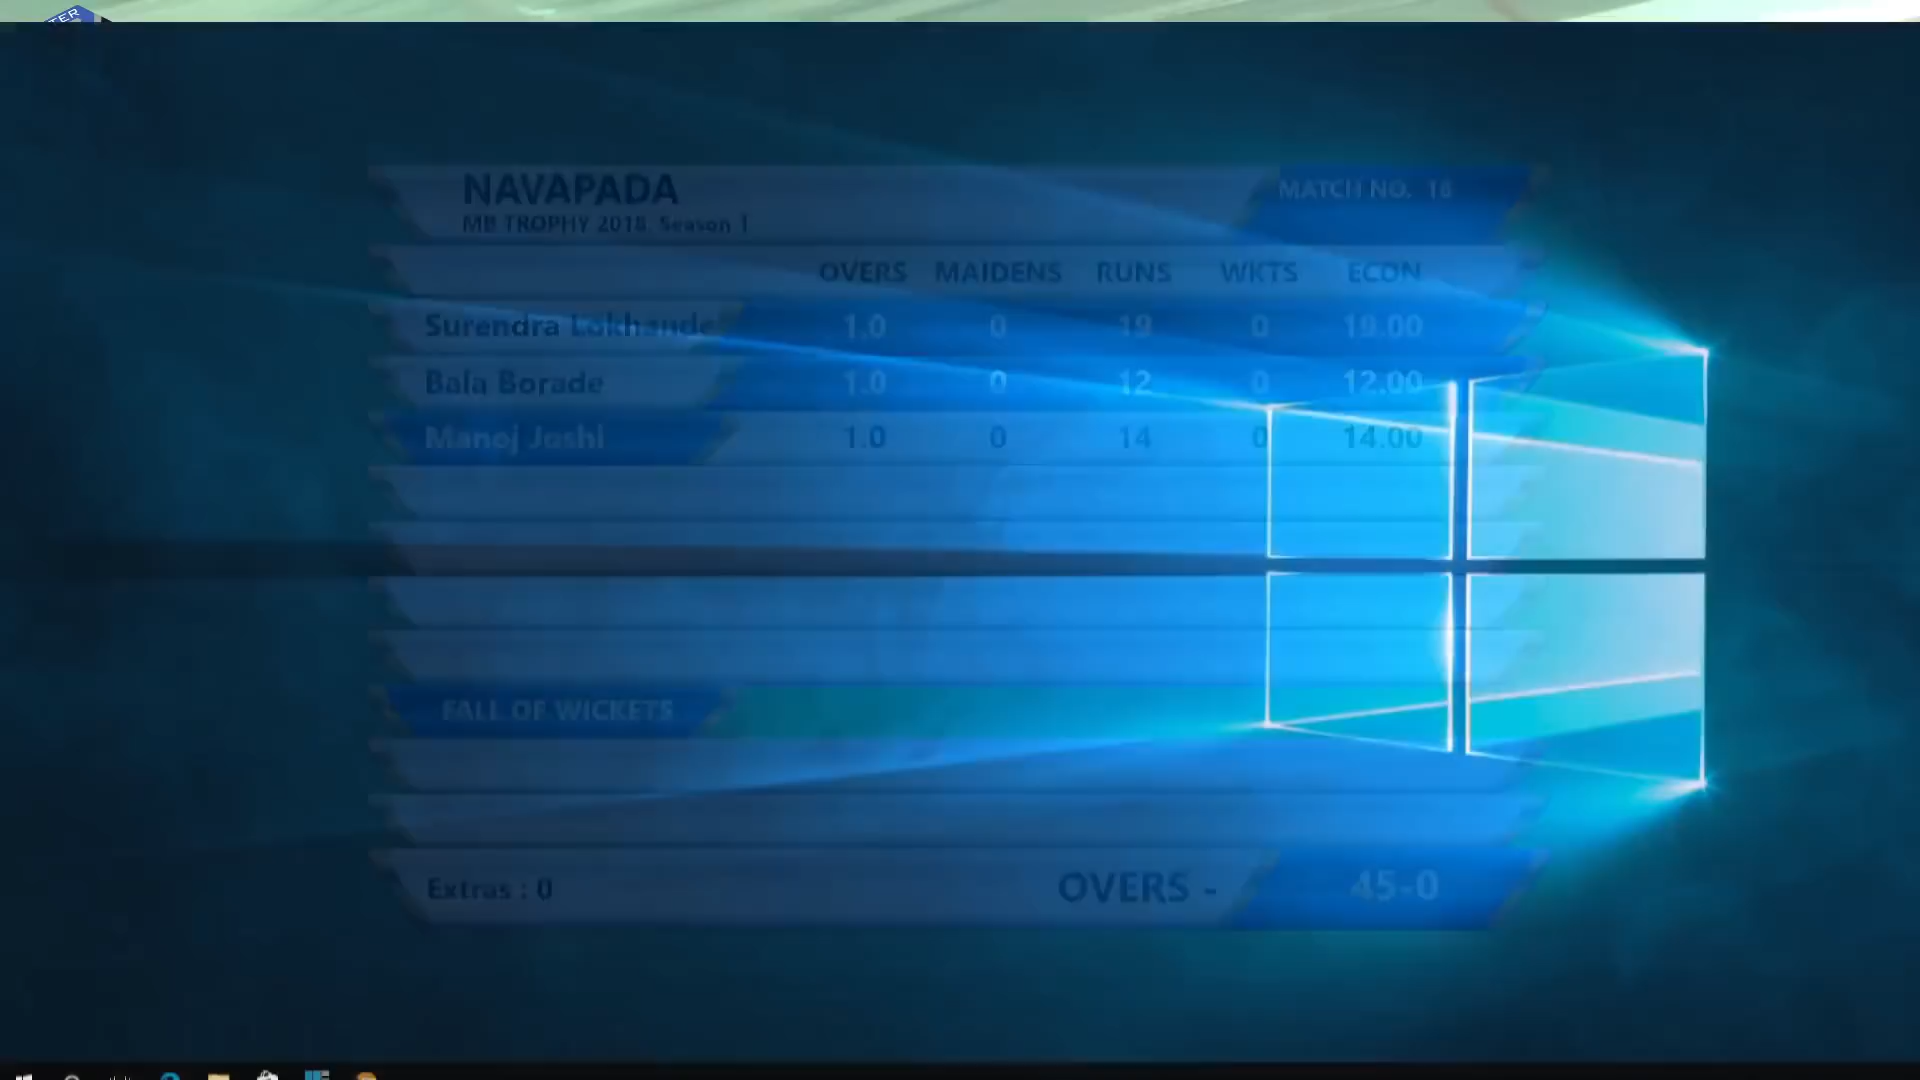 TER
NAVAPADA MATCH NO. 16
MB TROPHY 2018, Season 1
OVERS MAIDENS RUNS WKTS ECON
Surendra Lokhande 1.0 0 19 0 19.00
Bala Borade 1.0 0 12 0 12.00
Manoj Joshi 1.0 0 14 0 14.00
FALL OF WICKETS
Extras : 0 OVERS - 45-0